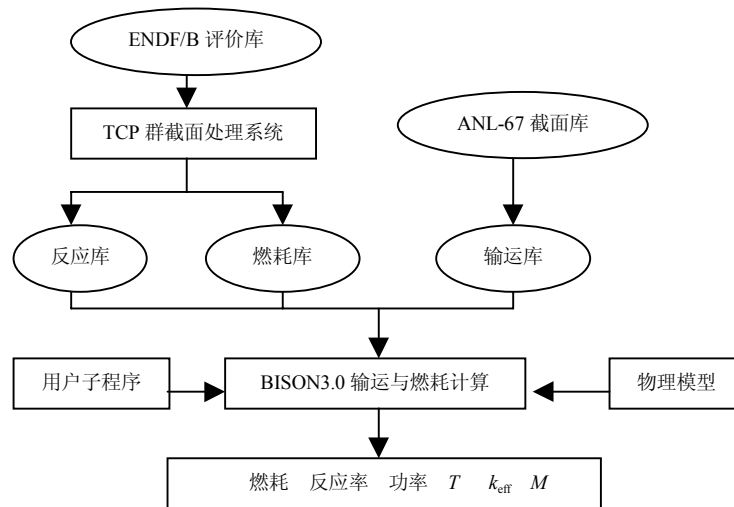 ENDF/B 评价库
TCP 群截面处理系统
ANL-67 截面库
反应库
燃耗库
输运库
用户子程序
BISON3.0 输运与燃耗计算
物理模型
燃耗 反应率 功率 T keff M